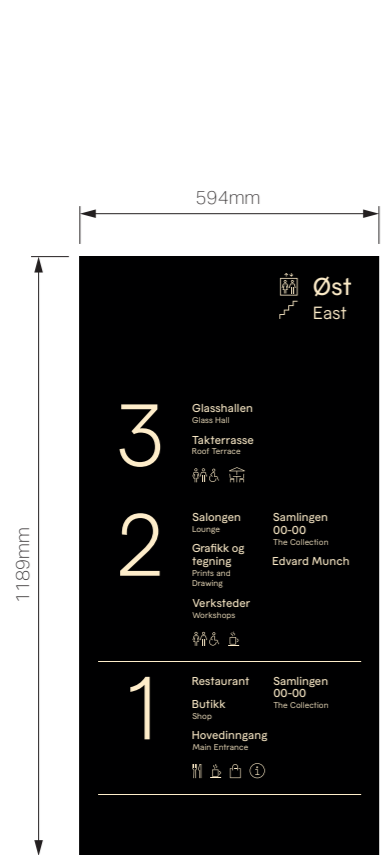 594mm
1189mm
Øst
East
3
Glasshallen
Glass Hall
Takterrasse
Roof Terrace
2
Salongen
Lounge
Grafikk og
tegning
Prints and
Drawing
Verksteder
Workshops
Samlingen
00-00
The Collection
Edvard Munch
1
Restaurant
Butikk
Shop
Hovedinngang
Main Entrance
Samlingen
00-00
The Collection